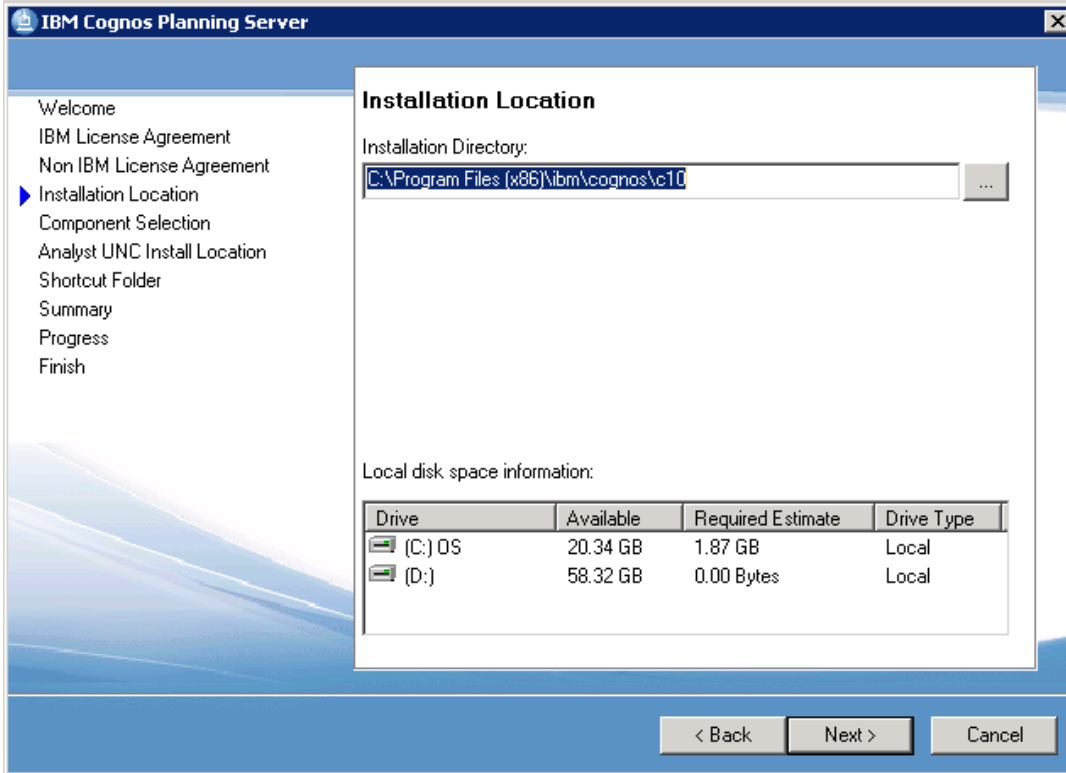 IBM Cognos Planning Server
Welcome
IBM License Agreement
Non IBM License Agreement
Installation Location
Component Selection
Analyst UNC Install Location
Shortcut Folder
Summary
Progress
Finish
Installation Location
Installation Directory:
C:\Program Files (x86)\ibm\cognos\c10
...
Local disk space information:
Drive Available Required Estimate Drive Type
(C:) OS 20.34 GB 1.87 GB Local
(D:) 58.32 GB 0.00 Bytes Local
< Back Next > Cancel